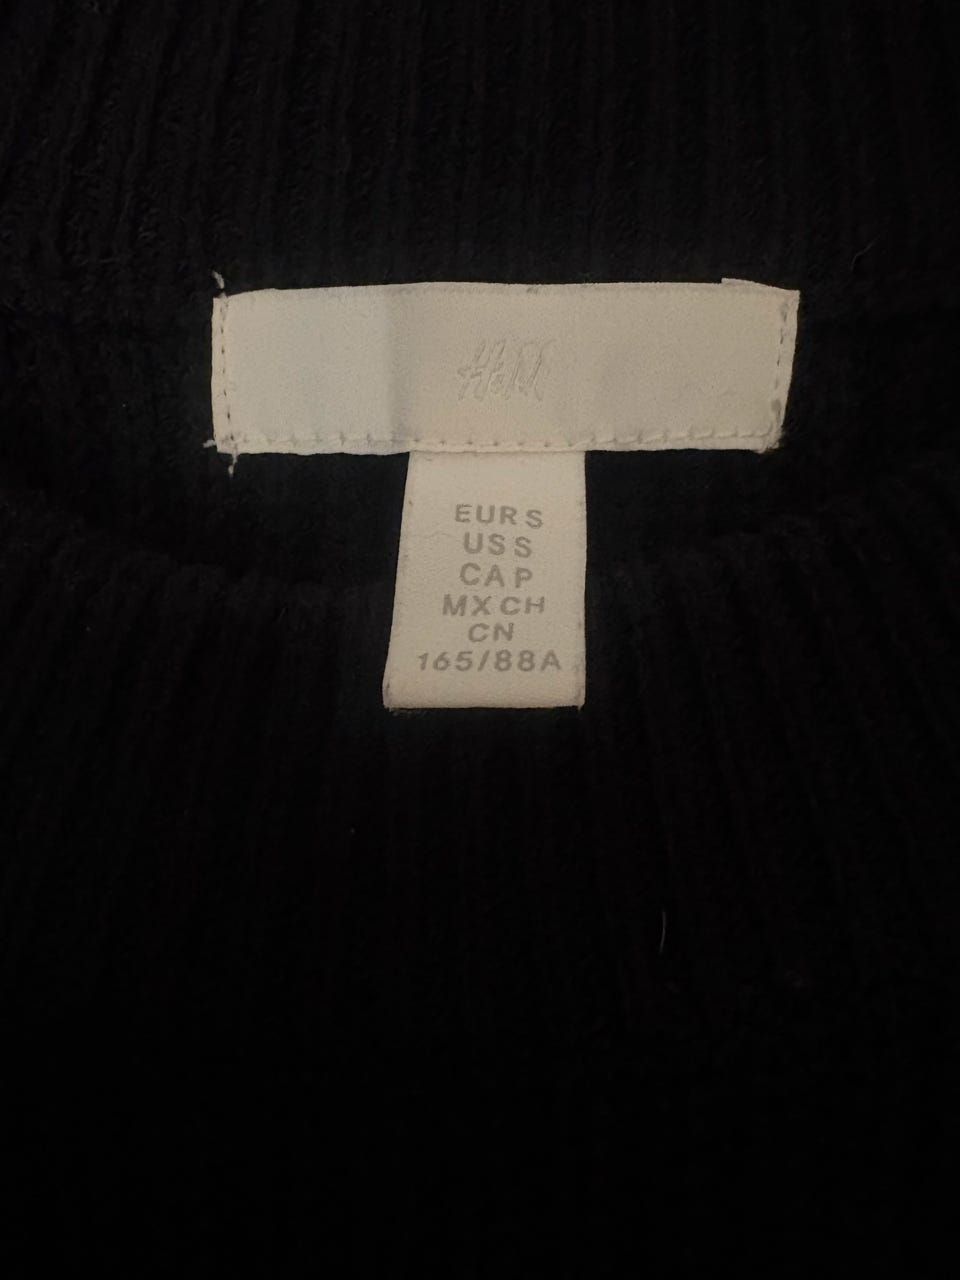 H&M
EUR S
US S
CA P
MX CH
CN
165/88A